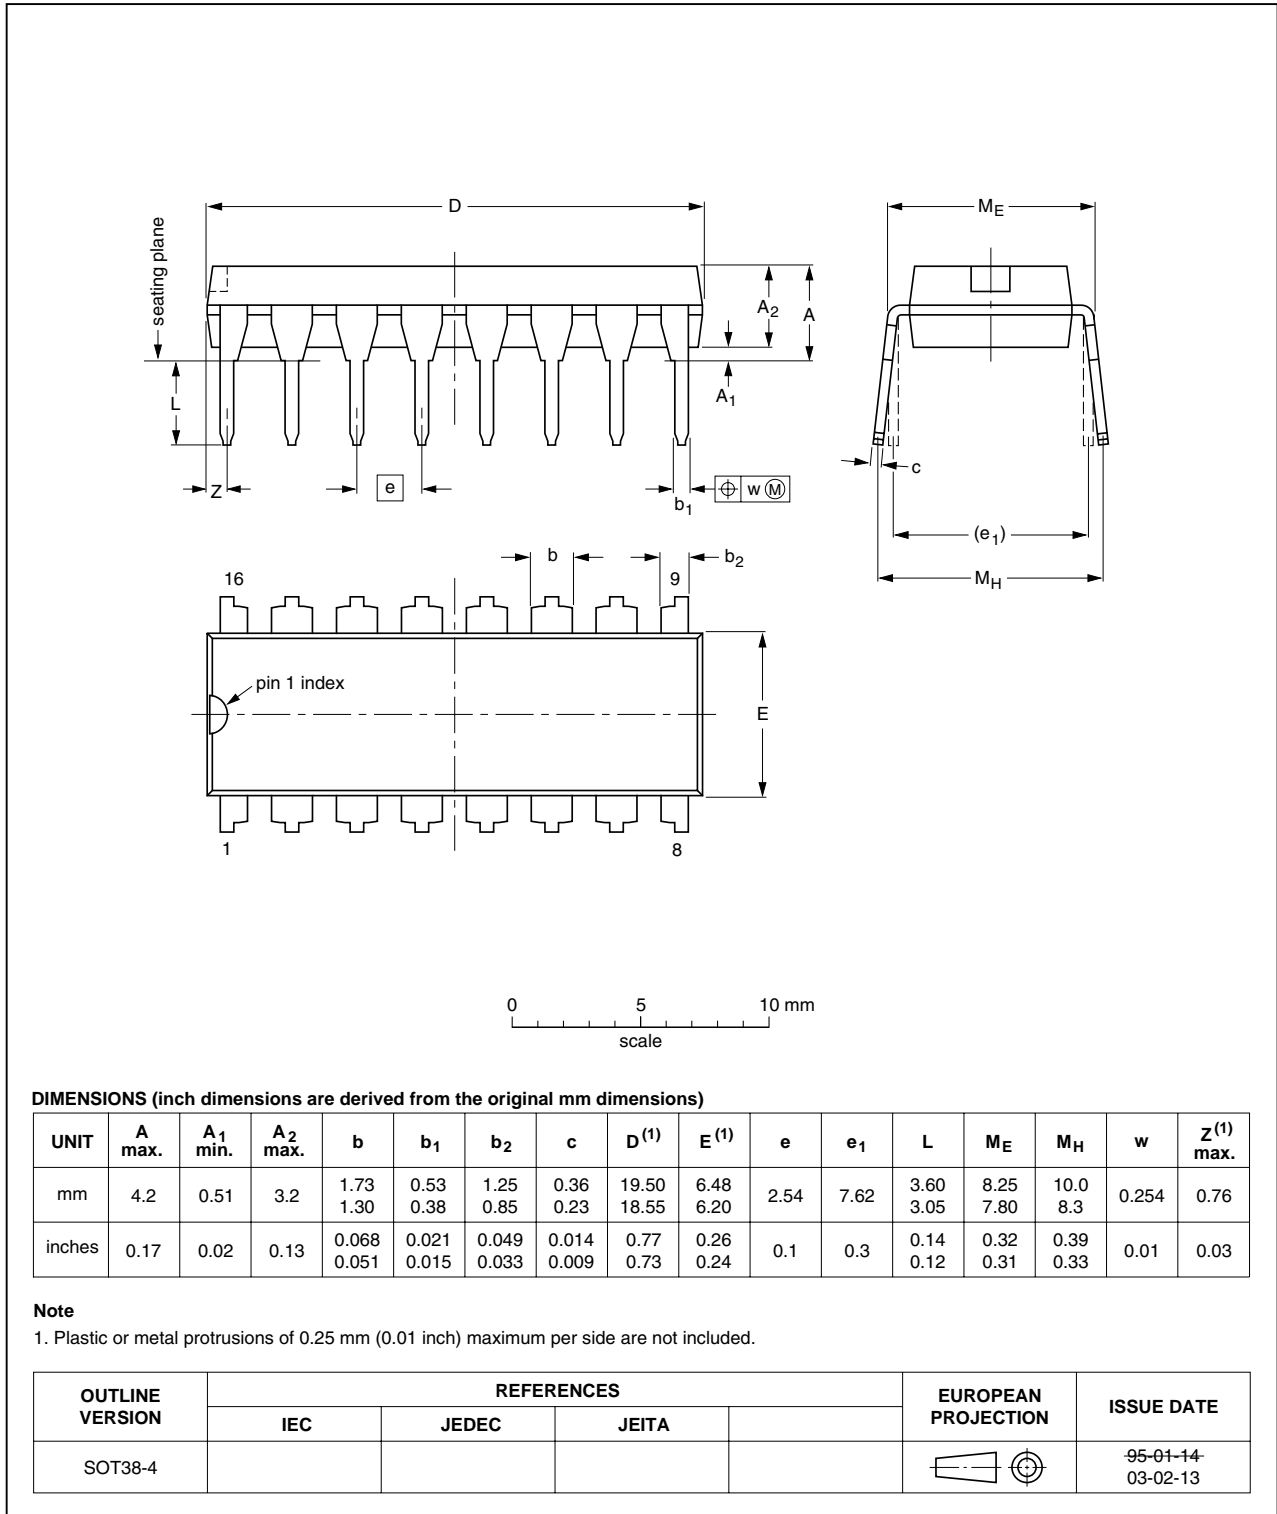 D
ME
seating plane
A2
A
A1
L
c
Z
e
b1
w M
(e1)
MH
b
b2
16
9
pin 1 index
E
1
8
0 5 10 mm
scale
DIMENSIONS (inch dimensions are derived from the original mm dimensions)
UNIT A max. A1 min. A2 max. b b1 b2 c D(1) E(1) e e1 L ME MH w Z(1) max.
mm 4.2 0.51 3.2 1.73 1.30 0.53 0.38 1.25 0.85 0.36 0.23 19.50 18.55 6.48 6.20 2.54 7.62 3.60 3.05 8.25 7.80 10.0 8.3 0.254 0.76
inches 0.17 0.02 0.13 0.068 0.051 0.021 0.015 0.049 0.033 0.014 0.009 0.77 0.73 0.26 0.24 0.1 0.3 0.14 0.12 0.32 0.31 0.39 0.33 0.01 0.03
Note
1. Plastic or metal protrusions of 0.25 mm (0.01 inch) maximum per side are not included.
OUTLINE VERSION REFERENCES EUROPEAN PROJECTION ISSUE DATE
IEC JEDEC JEITA
SOT38-4 95-01-14
03-02-13